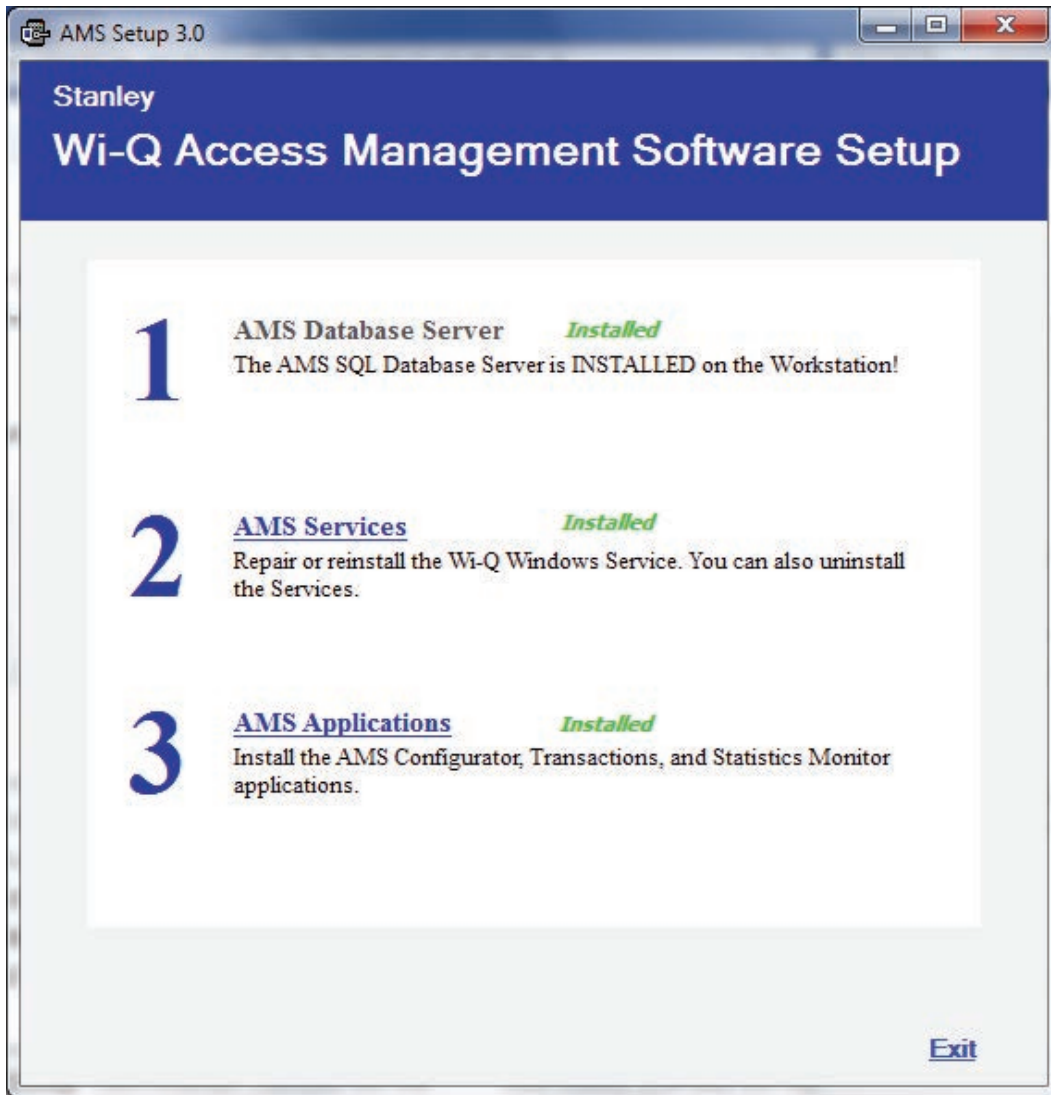 AMS Setup 3.0
Stanley
Wi-Q Access Management Software Setup
1
AMS Database Server Installed
The AMS SQL Database Server is INSTALLED on the Workstation!
2
AMS Services Installed
Repair or reinstall the Wi-Q Windows Service. You can also uninstall
the Services.
3
AMS Applications Installed
Install the AMS Configurator, Transactions, and Statistics Monitor
applications.
Exit